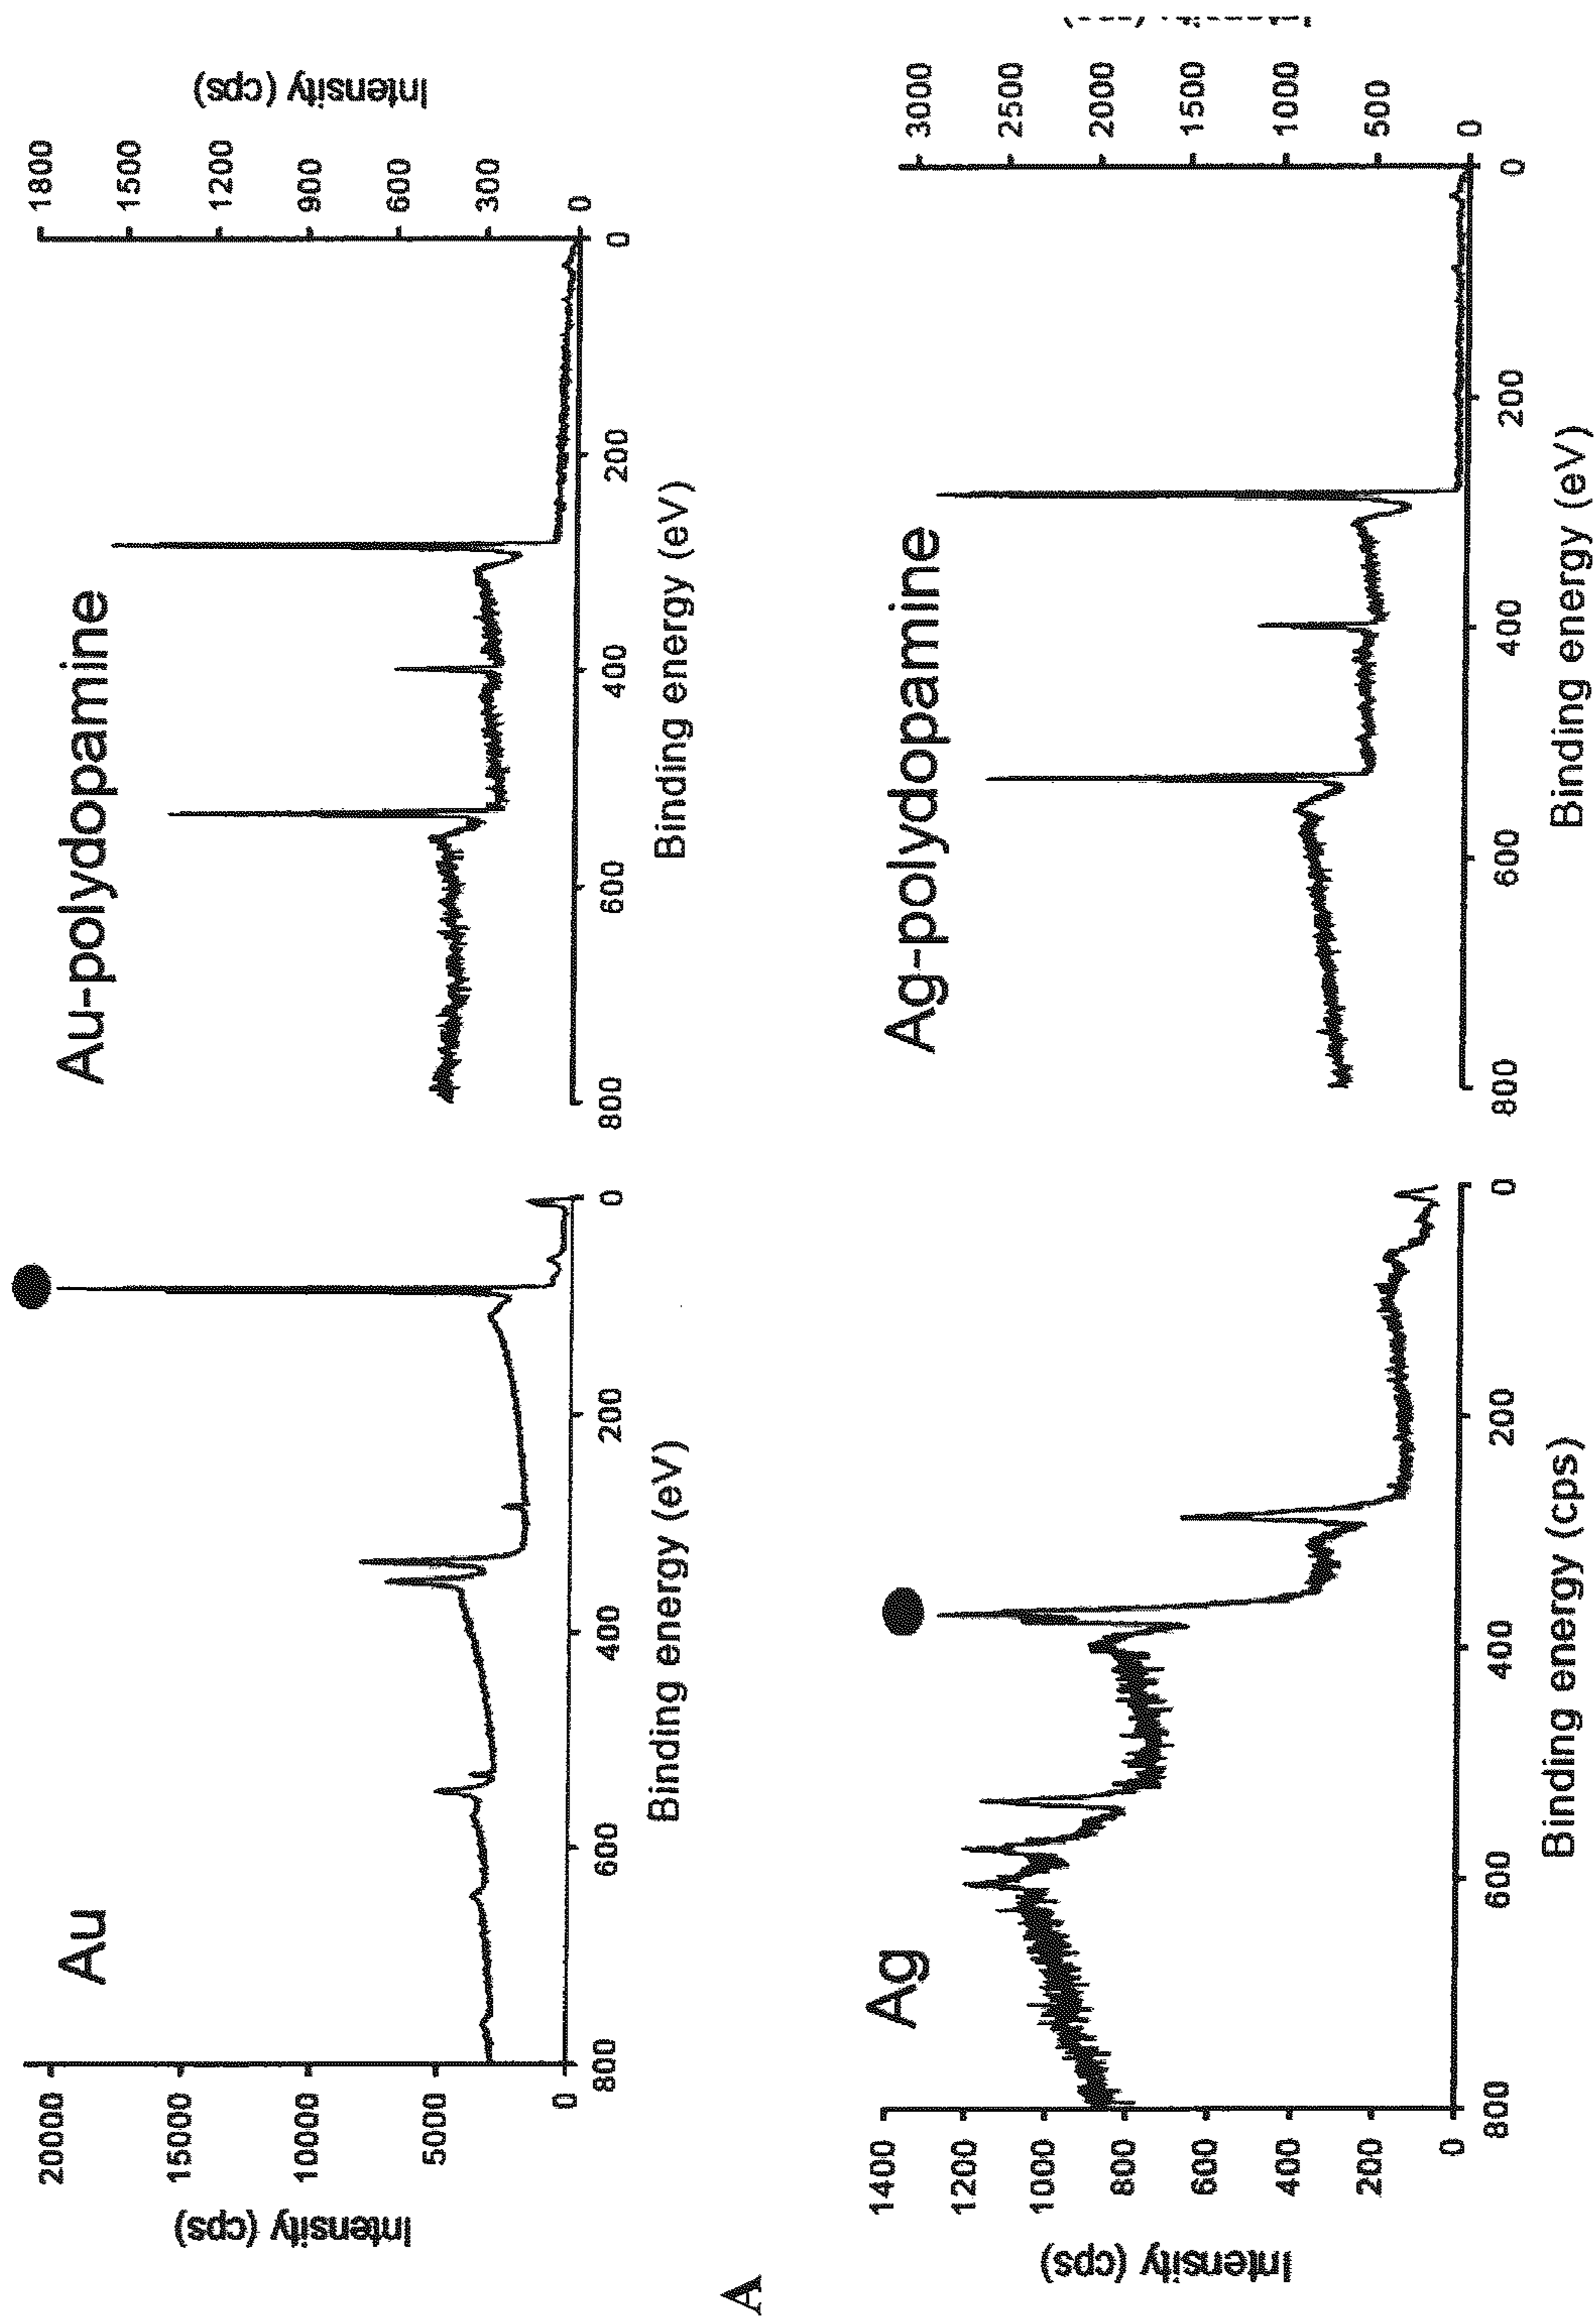 A
Au
Intensity (cps)
20000
15000
10000
5000
0
800 600 400 200 0
Binding energy (eV)
Au-polydopamine
Intensity (cps)
1800
1500
1200
900
600
300
0
800 600 400 200 0
Binding energy (eV)
Ag
Intensity (cps)
1400
1200
1000
800
600
400
200
0
800 600 400 200 0
Binding energy (cps)
Ag-polydopamine
3000
2500
2000
1500
1000
500
0
800 600 400 200 0
Binding energy (eV)